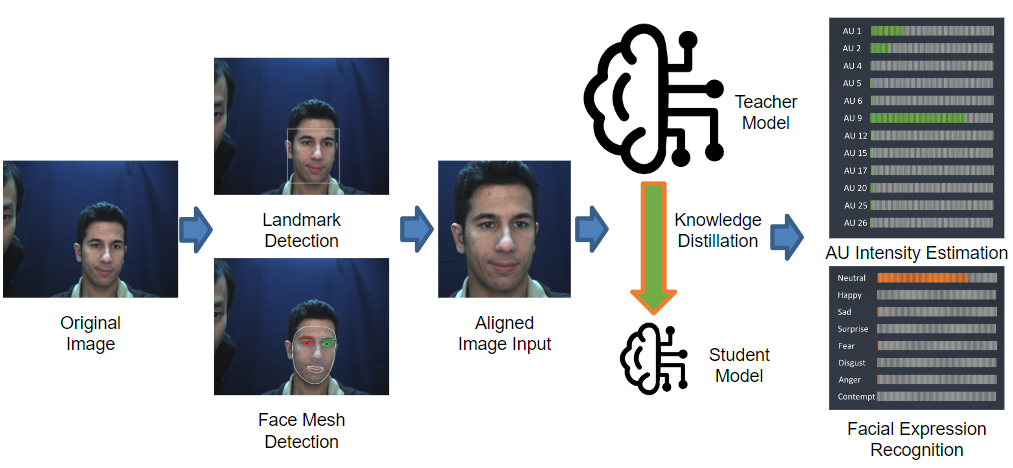 Original
Image
Landmark
Detection
Face Mesh
Detection
Aligned
Image Input
Teacher
Model
Knowledge
Distillation
Student
Model
AU 1
AU 2
AU 4
AU 5
AU 6
AU 9
AU 12
AU 15
AU 17
AU 20
AU 25
AU 26
AU Intensity Estimation
Neutral
Happy
Sad
Surprise
Fear
Disgust
Anger
Contempt
Facial Expression
Recognition